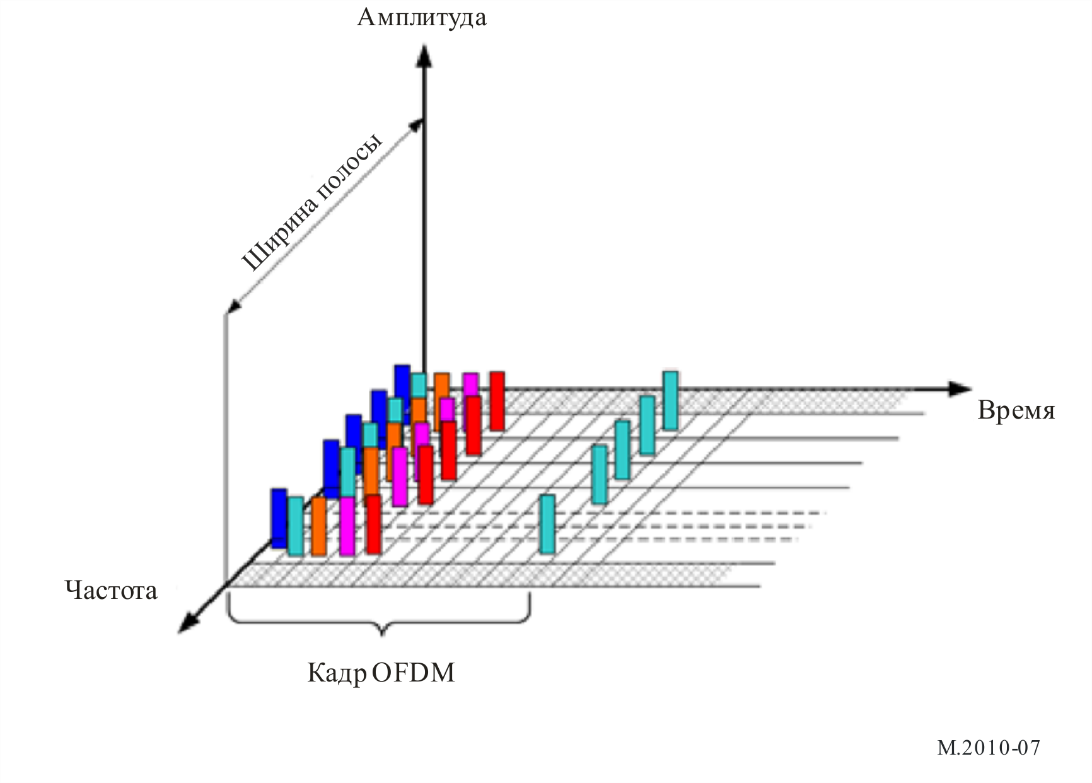 Амплитуда
Ширина полосы
Время
Частота
Кадр OFDM
M.2010-07